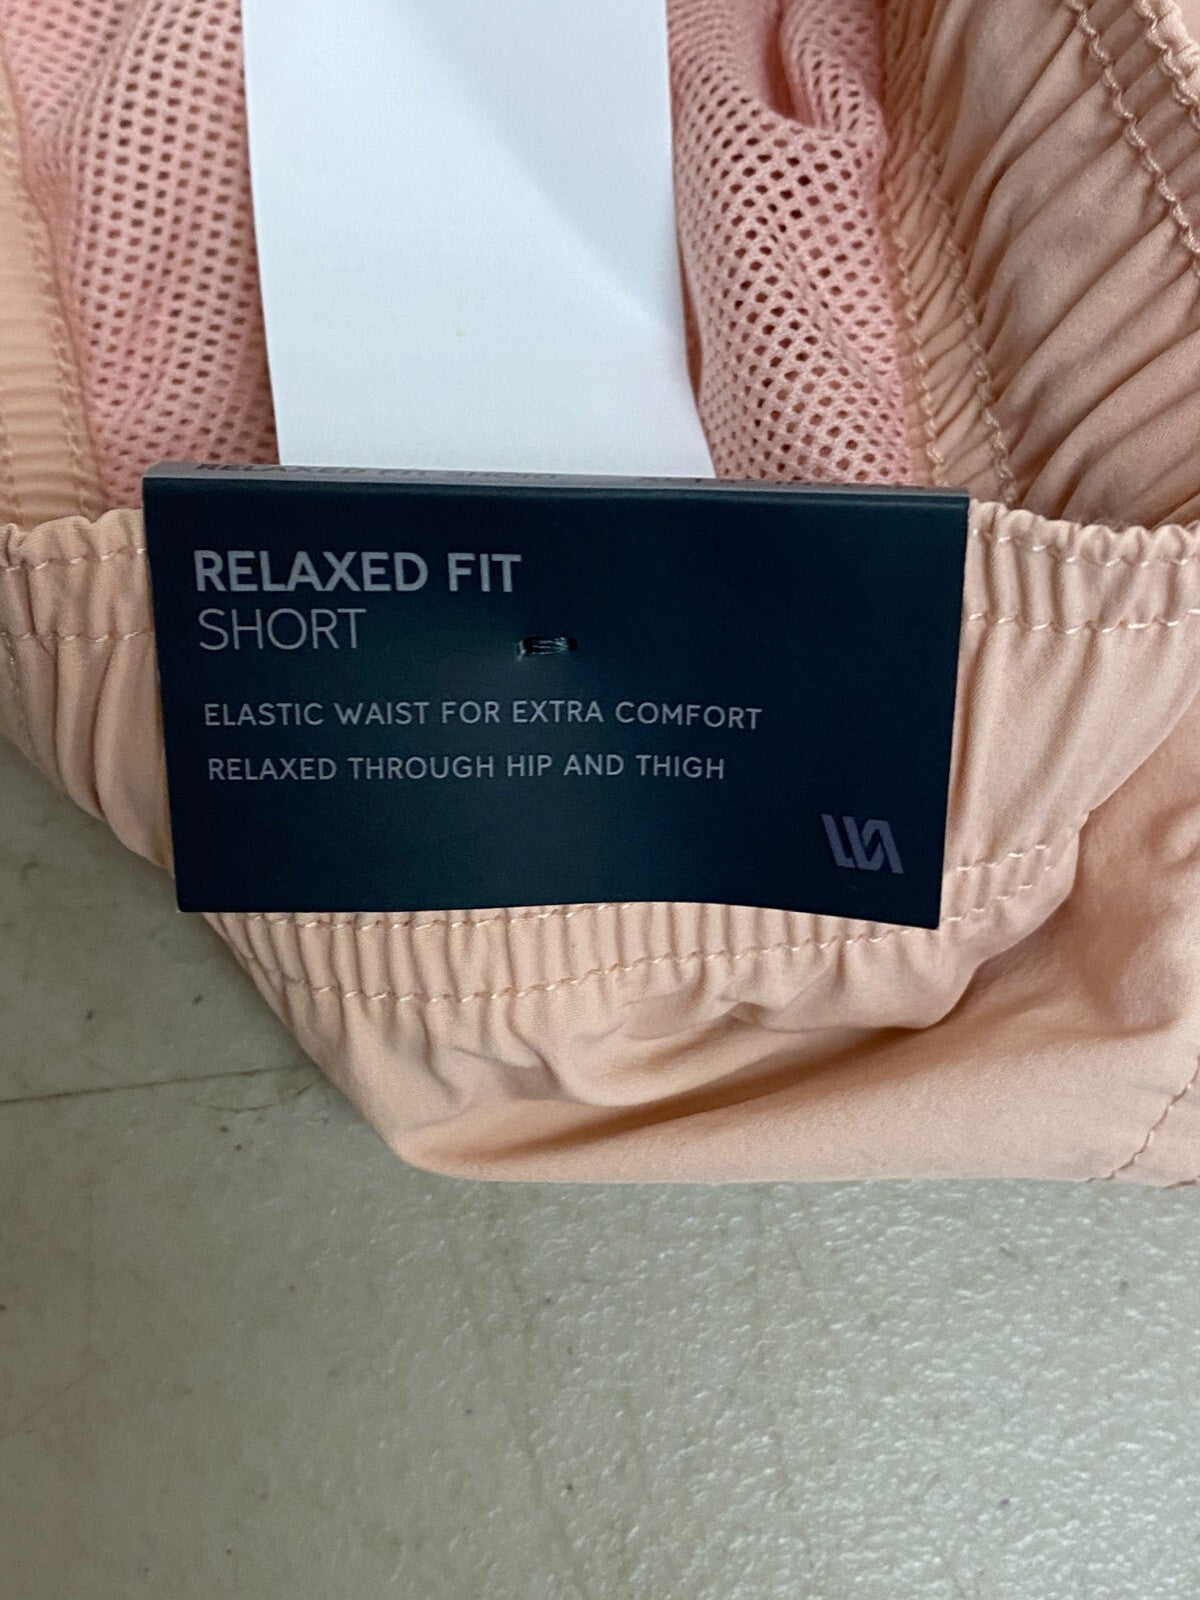 RELAXED FIT
SHORT
ELASTIC WAIST FOR EXTRA COMFORT
RELAXED THROUGH HIP AND THIGH